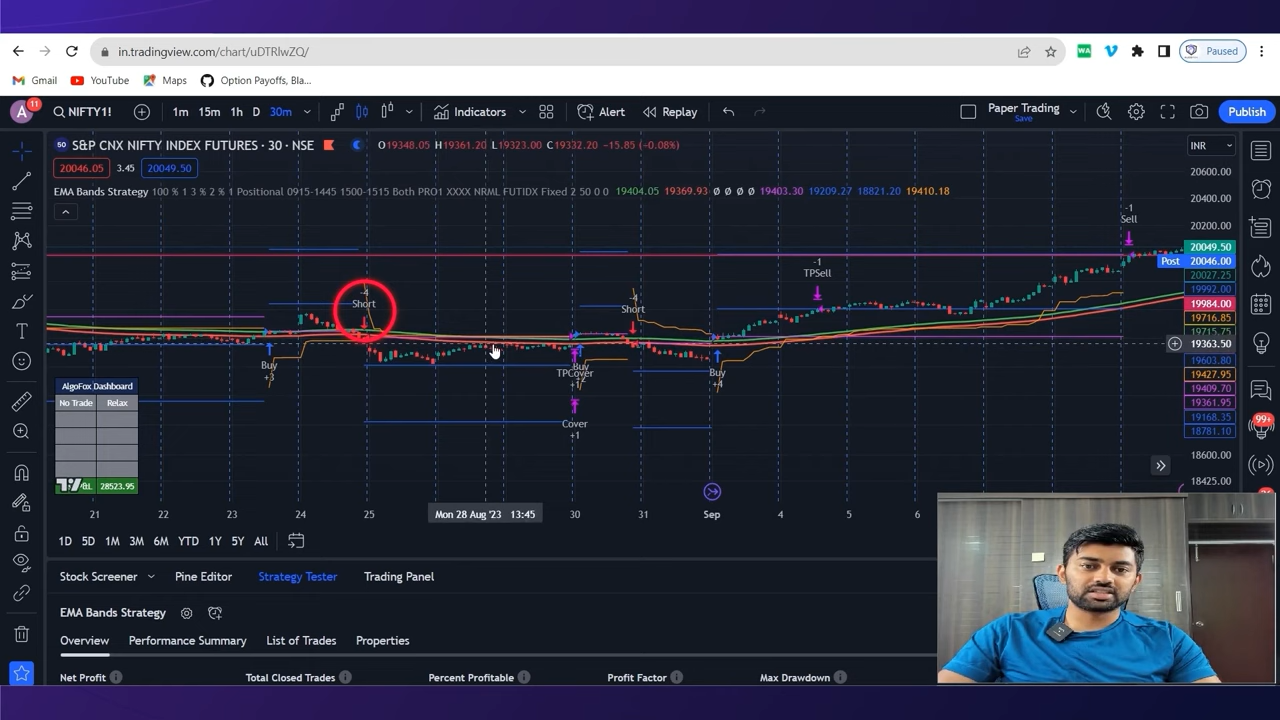 in.tradingview.com/chart/uDTRlwZQ/
WA
Paused
Gmail
YouTube
Maps
Option Payoffs, Bla...
A
11
NIFTY1!
1m
15m
1h
D
30m
Indicators
Alert
Replay
Paper Trading
Save
Publish
50
S&P CNX NIFTY INDEX FUTURES · 30 · NSE
O19348.05 H19361.20 L19323.00 C19332.20 -15.85 (-0.08%)
INR
20046.05
3.45
20049.50
EMA Bands Strategy 100 % 1 3 % 2 % 1 Positional 0915-1445 1500-1515 Both PRO1 XXXX NRML FUTIDX Fixed 2 50 0 0 19404.05 19369.93 Ø Ø Ø Ø 19403.30 19209.27 18821.20 19410.18
20600.00
20400.00
20200.00
20049.50
Post
20046.00
20027.25
19992.00
19984.00
19716.85
19715.75
19363.50
19603.80
19427.95
19409.70
19361.95
19168.35
18781.10
18600.00
18425.00
-1
Sell
-1
TPSell
-4
Short
-4
Short
Buy
+3
Buy
TPCover
Cover
+1
Buy
+4
AlgoFox Dashboard
No Trade
Relax
28523.95
99+
21
22
23
24
25
Mon 28 Aug '23 13:45
30
31
Sep
4
5
6
1D
5D
1M
3M
6M
YTD
1Y
5Y
All
Stock Screener
Pine Editor
Strategy Tester
Trading Panel
EMA Bands Strategy
Overview
Performance Summary
List of Trades
Properties
Net Profit
Total Closed Trades
Percent Profitable
Profit Factor
Max Drawdown